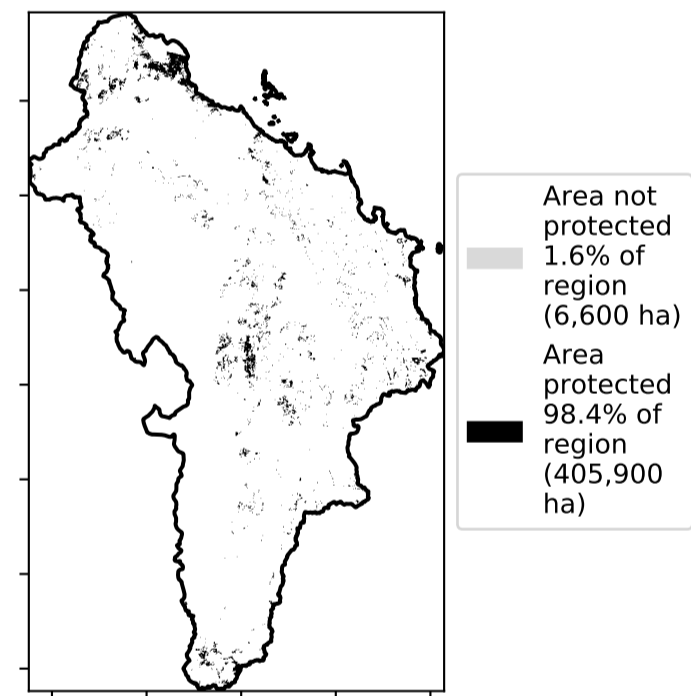 Area not
protected
1.6% of
region
(6,600 ha)
Area
protected
98.4% of
region
(405,900
ha)